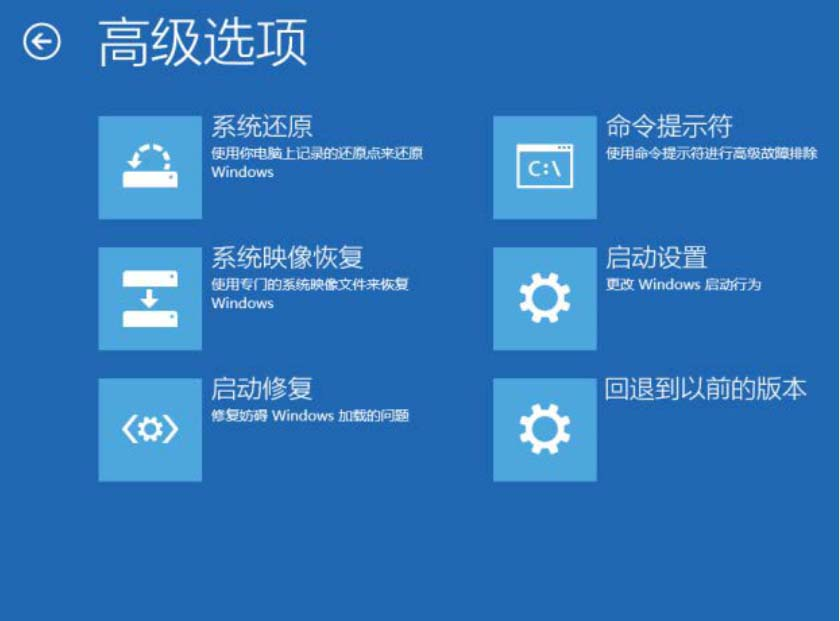 高级选项
系统还原
使用你电脑上记录的还原点来还原
Windows
命令提示符
使用命令提示符进行高级故障排除
C:\
系统映像恢复
使用专门的系统映像文件来恢复
Windows
启动设置
更改 Windows 启动行为
启动修复
修复妨碍 Windows 加载的问题
回退到以前的版本